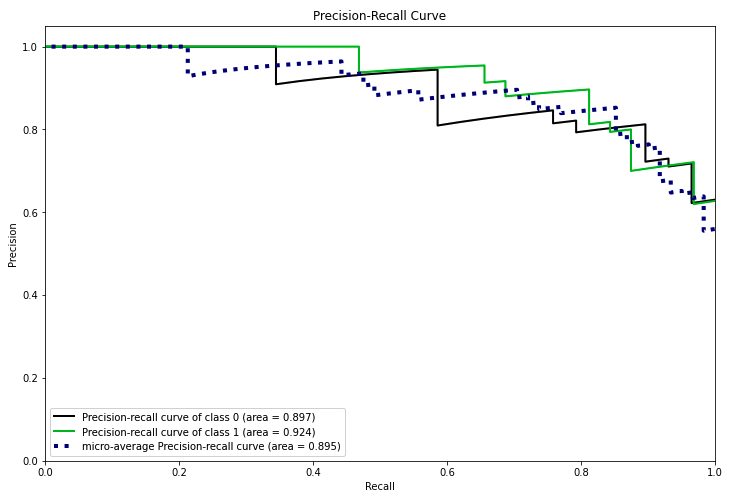 Precision-Recall Curve
1.0
0.8
0.6
0.4
0.2
0.0
Precision
Precision-recall curve of class 0 (area = 0.897)
Precision-recall curve of class 1 (area = 0.924)
micro-average Precision-recall curve (area = 0.895)
0.0 0.2 0.4 0.6 0.8 1.0
Recall